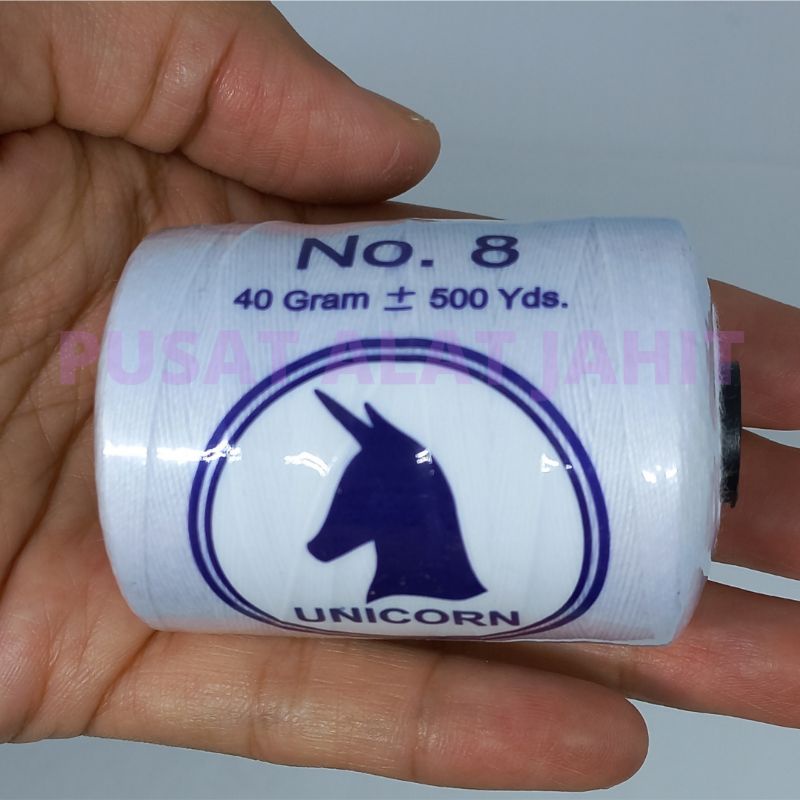 No. 8
40 Gram ± 500 Yds.
PUSAT ALAT JAHIT
UNICORN